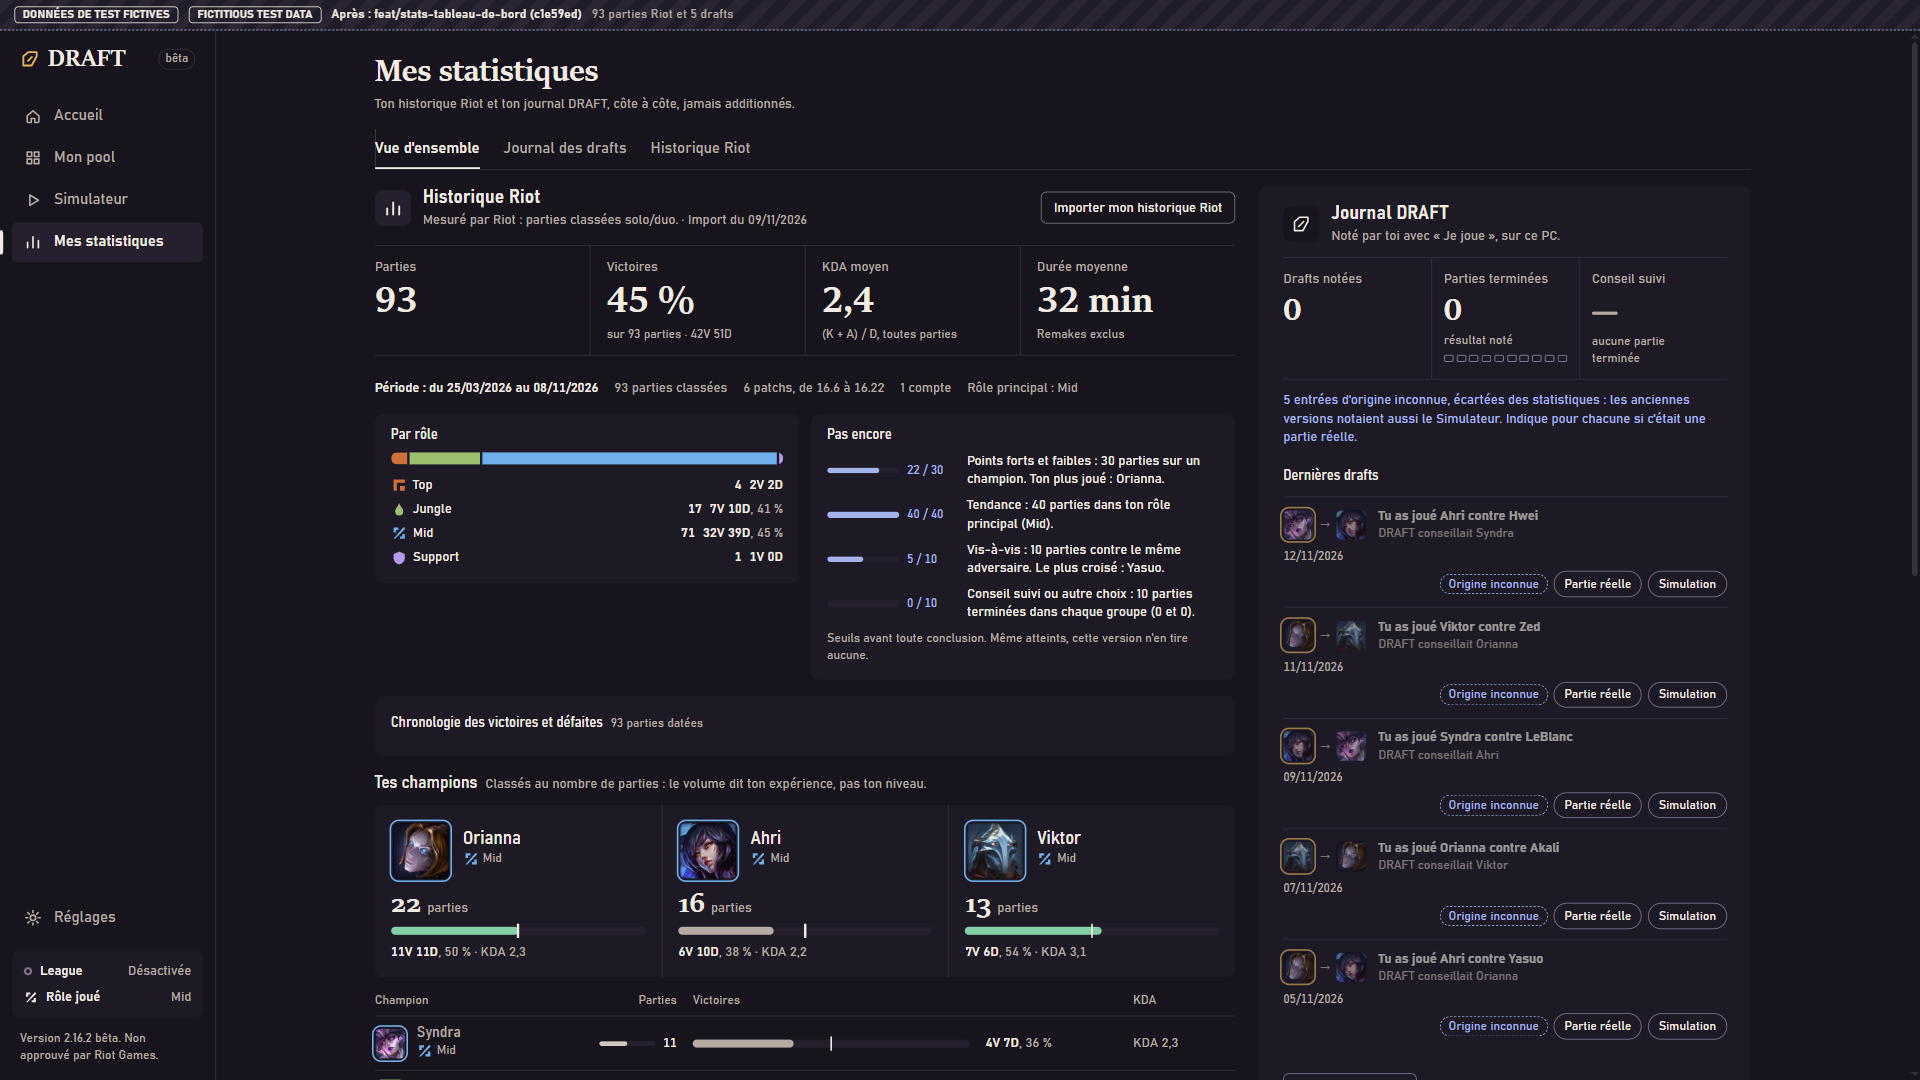 DONNÉES DE TEST FICTIVES FICTITIOUS TEST DATA Après : feat/stats-tableau-de-bord (c1e59ed) 93 parties Riot et 5 drafts
DRAFT bêta
Accueil
Mon pool
Simulateur
Mes statistiques
Réglages
League Désactivée
Rôle joué Mid
Version 2.16.2 bêta. Non
approuvé par Riot Games.
Mes statistiques
Ton historique Riot et ton journal DRAFT, côte à côte, jamais additionnés.
Vue d'ensemble Journal des drafts Historique Riot
Historique Riot
Mesuré par Riot : parties classées solo/duo. · Import du 09/11/2026
Importer mon historique Riot
Parties
93
Victoires
45 %
sur 93 parties · 42V 51D
KDA moyen
2,4
(K + A) / D, toutes parties
Durée moyenne
32 min
Remakes exclus
Période : du 25/03/2026 au 08/11/2026 93 parties classées 6 patchs, de 16.6 à 16.22 1 compte Rôle principal : Mid
Par rôle
Top 4 2V 2D
Jungle 17 7V 10D, 41 %
Mid 71 32V 39D, 45 %
Support 1 1V 0D
Pas encore
22 / 30 Points forts et faibles : 30 parties sur un
champion. Ton plus joué : Orianna.
40 / 40 Tendance : 40 parties dans ton rôle
principal (Mid).
5 / 10 Vis-à-vis : 10 parties contre le même
adversaire. Le plus croisé : Yasuo.
0 / 10 Conseil suivi ou autre choix : 10 parties
terminées dans chaque groupe (0 et 0).
Seuils avant toute conclusion. Même atteints, cette version n'en tire
aucune.
Chronologie des victoires et défaites 93 parties datées
Tes champions Classés au nombre de parties : le volume dit ton expérience, pas ton niveau.
Orianna
Mid
22 parties
11V 11D, 50 % · KDA 2,3
Ahri
Mid
16 parties
6V 10D, 38 % · KDA 2,2
Viktor
Mid
13 parties
7V 6D, 54 % · KDA 3,1
Champion Parties Victoires KDA
Syndra
Mid
11 4V 7D, 36 % KDA 2,3
Journal DRAFT
Noté par toi avec « Je joue », sur ce PC.
Drafts notées
0
Parties terminées
0
résultat noté
Conseil suivi
—
aucune partie
terminée
5 entrées d'origine inconnue, écartées des statistiques : les anciennes
versions notaient aussi le Simulateur. Indique pour chacune si c'était une
partie réelle.
Dernières drafts
→ Tu as joué Ahri contre Hwei
DRAFT conseillait Syndra
12/11/2026
Origine inconnue Partie réelle Simulation
→ Tu as joué Viktor contre Zed
DRAFT conseillait Orianna
11/11/2026
Origine inconnue Partie réelle Simulation
→ Tu as joué Syndra contre LeBlanc
DRAFT conseillait Ahri
09/11/2026
Origine inconnue Partie réelle Simulation
→ Tu as joué Orianna contre Akali
DRAFT conseillait Viktor
07/11/2026
Origine inconnue Partie réelle Simulation
→ Tu as joué Ahri contre Yasuo
DRAFT conseillait Orianna
05/11/2026
Origine inconnue Partie réelle Simulation